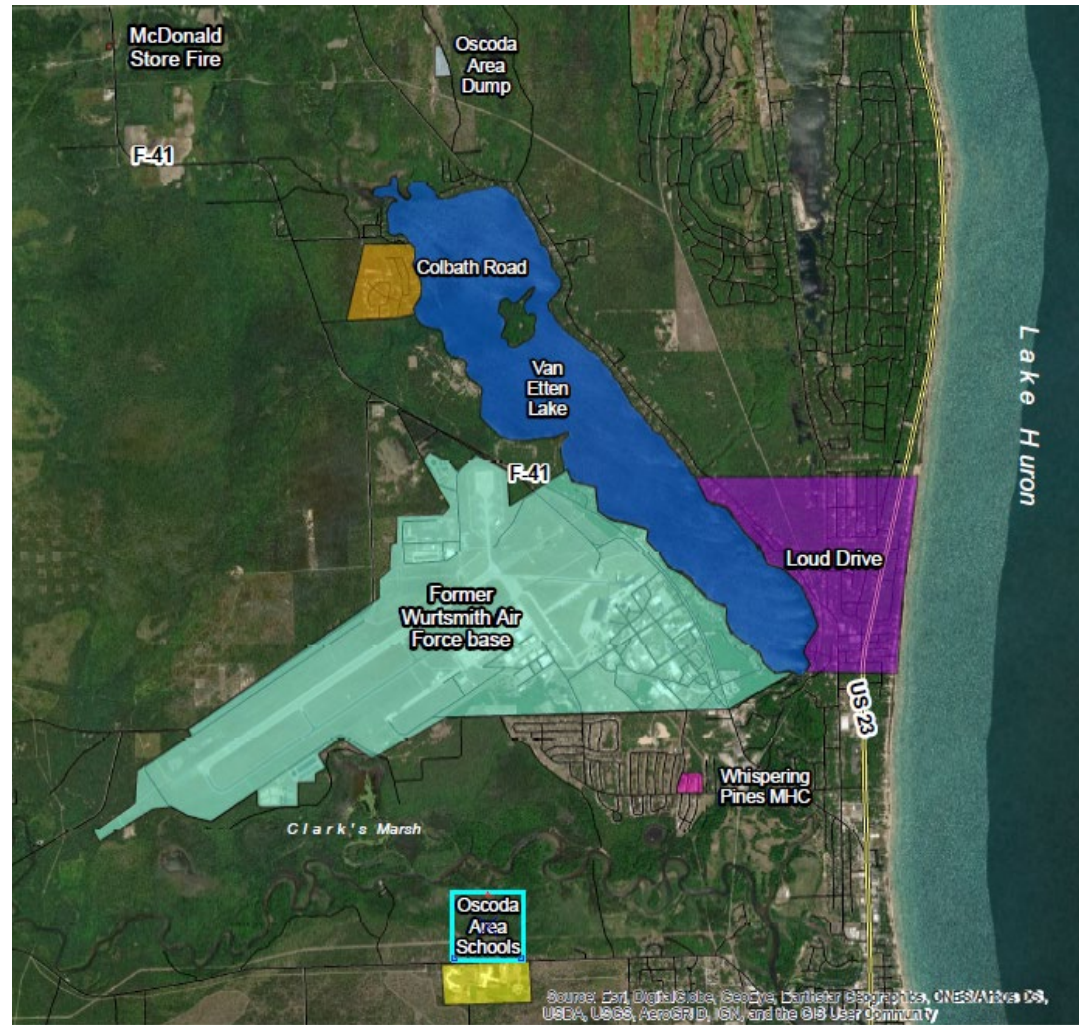 McDonald
Store Fire
Oscoda
Area
Dump
F-41
Colbath Road
Van
Etten
Lake
Lake Huron
F-41
Loud Drive
Former
Wurtsmith Air
Force base
US 23
Whispering
Pines MHC
Clark's Marsh
Oscoda
Area
Schools
Source: Esri, DigitalGlobe, GeoEye, Earthstar Geographics, CNES/Airbus DS,
USDA, USGS, AeroGRID, IGN, and the GIS User Community